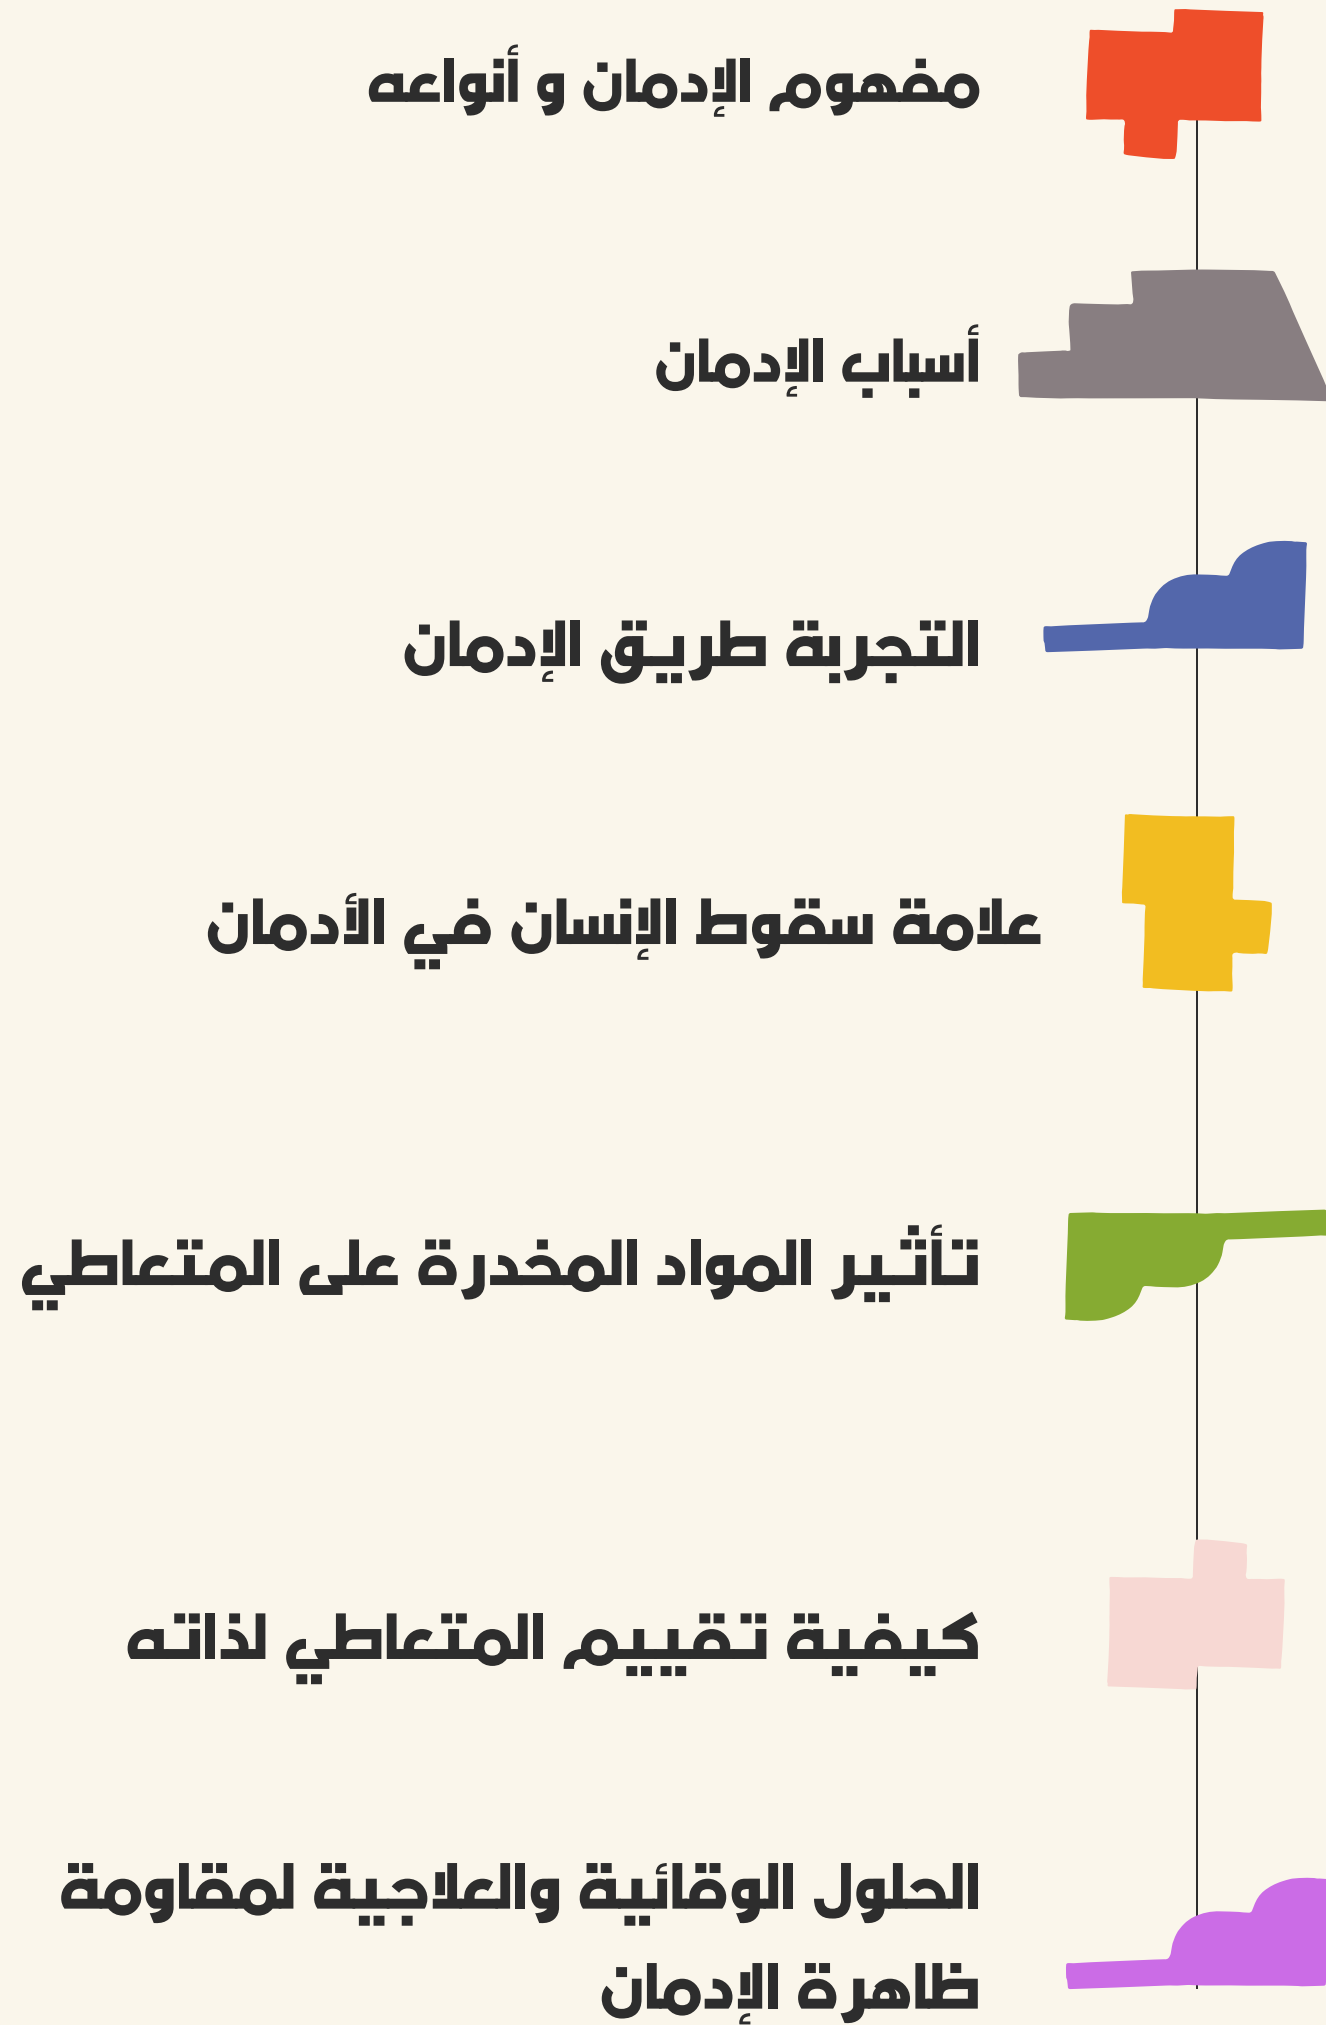 مفهوم الإدمان و أنواعه
أسباب الإدمان
التجربة طريق الإدمان
علامة سقوط الإنسان في الأدمان
تأثير المواد المخدرة على المتعاطي
كيفية تقييم المتعاطي لذاته
الحلول الوقائية والعلاجية لمقاومة
ظاهرة الإدمان